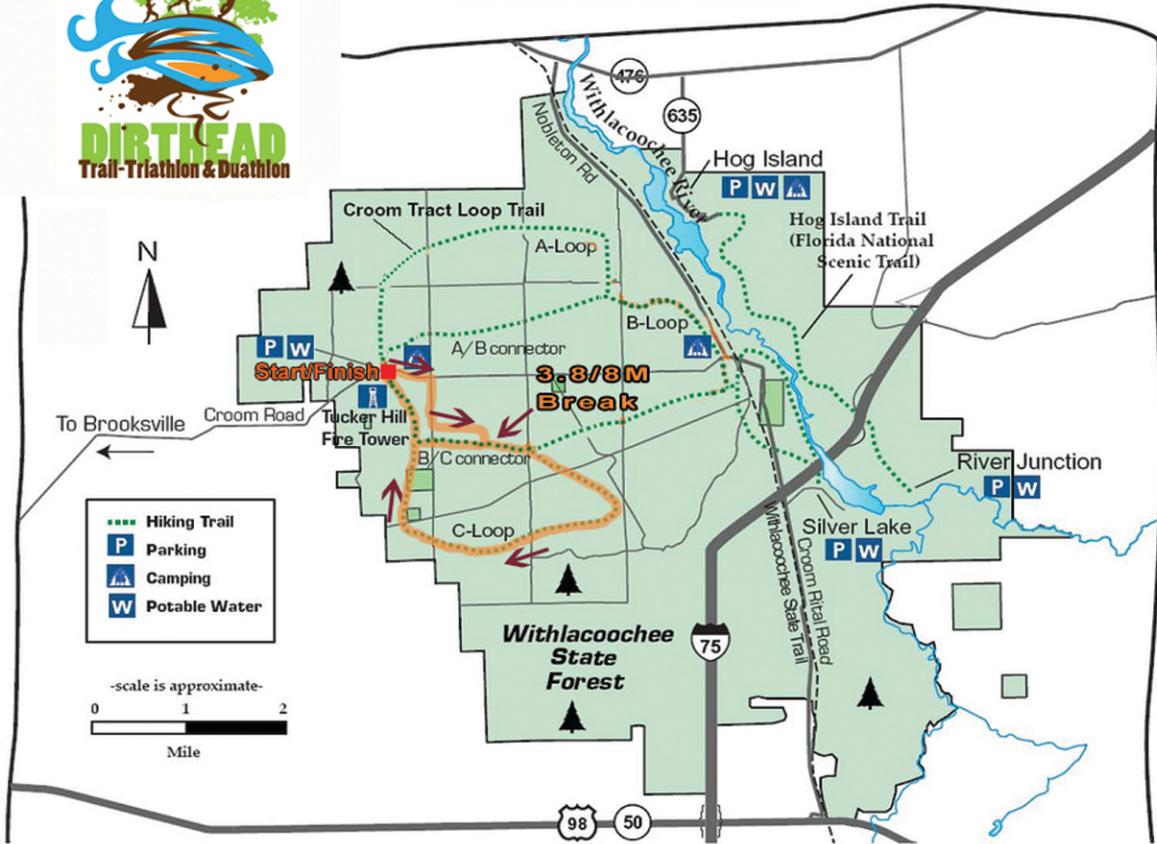 DIRTHEAD
Trail-Triathlon & Duathlon
476
635
Withlacoochee River
Nobleton Rd
Hog Island
P W
Hog Island Trail
(Florida National
Scenic Trail)
Croom Tract Loop Trail
A-Loop
N
B-Loop
A/B connector
P W
Start/Finish
3.8/8M
Break
Tucker Hill
Fire Tower
Croom Road
To Brooksville
B/C connector
C-Loop
River Junction
P W
Silver Lake
P W
Hiking Trail
P Parking
Camping
W Potable Water
Withlacoochee State Trail
Croom Rital Road
Withlacoochee
State
Forest
75
-scale is approximate-
0 1 2
Mile
98 50